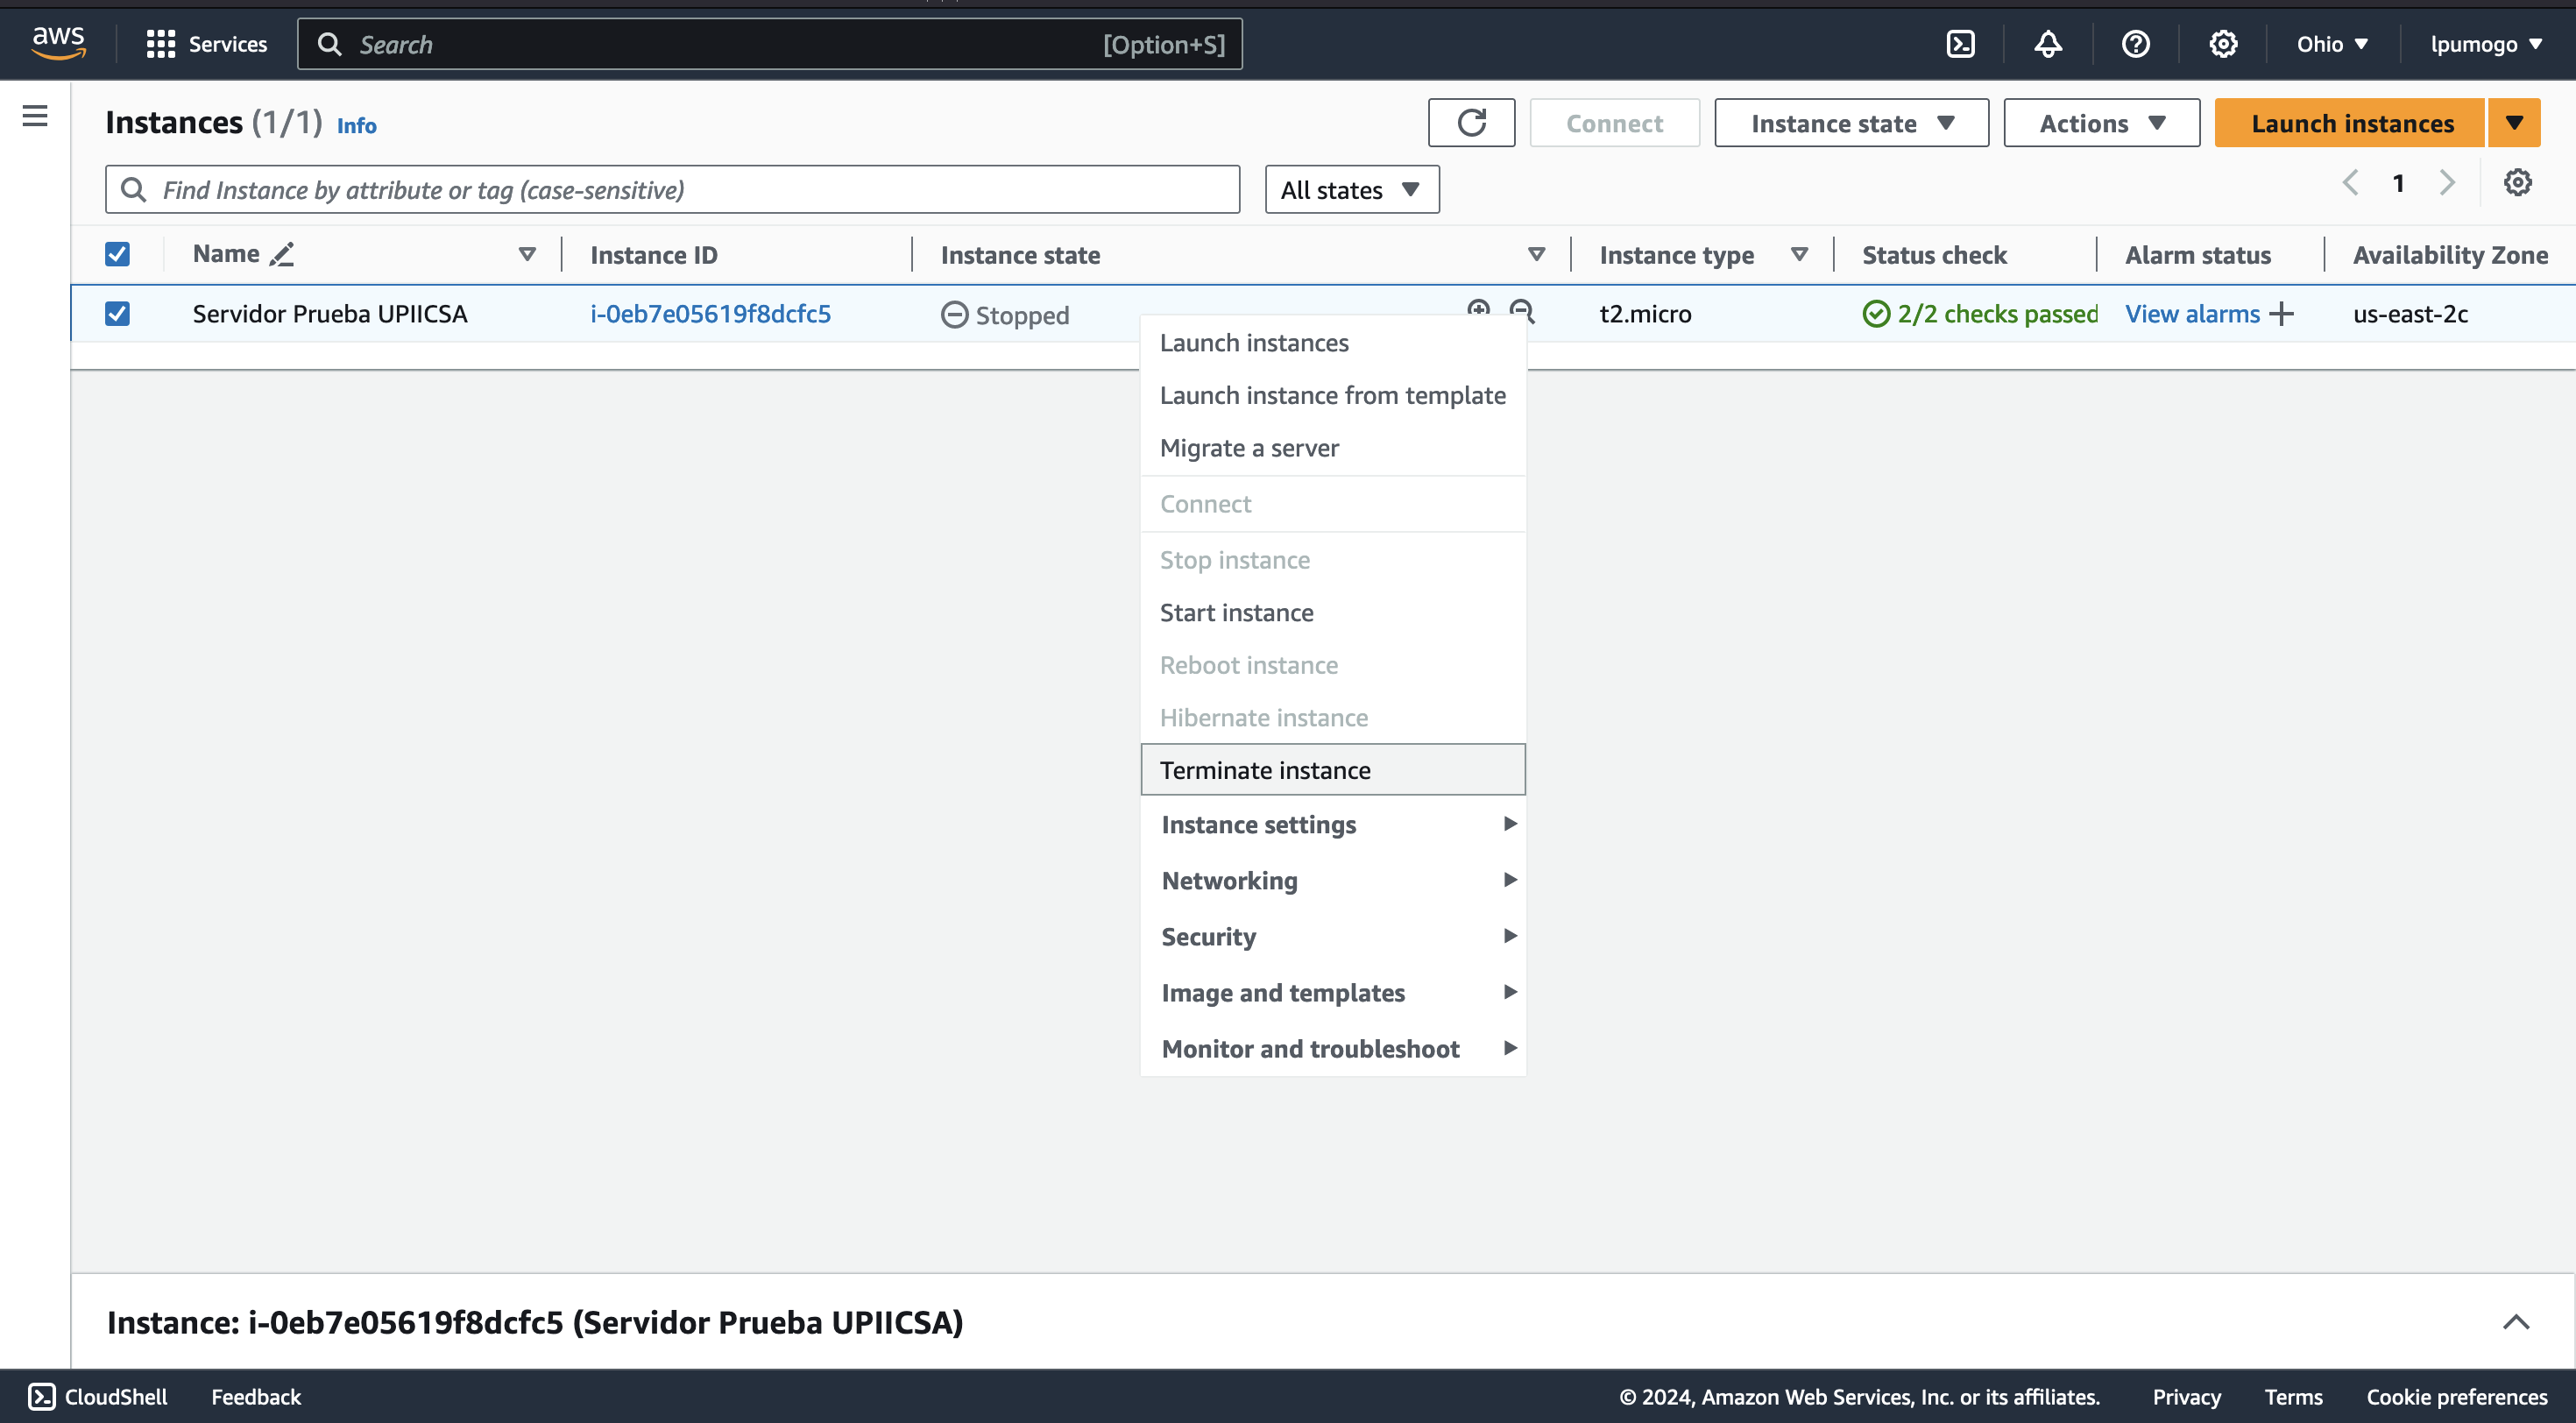 aws
Services
Search [Option+S]
Ohio
lpumogo
Instances (1/1) Info
Connect
Instance state
Actions
Launch instances
Find Instance by attribute or tag (case-sensitive)
All states
1
Name Instance ID Instance state Instance type Status check Alarm status Availability Zone
Servidor Prueba UPIICSA i-0eb7e05619f8dcfc5 Stopped t2.micro 2/2 checks passed View alarms us-east-2c
Launch instances
Launch instance from template
Migrate a server
Connect
Stop instance
Start instance
Reboot instance
Hibernate instance
Terminate instance
Instance settings
Networking
Security
Image and templates
Monitor and troubleshoot
Instance: i-0eb7e05619f8dcfc5 (Servidor Prueba UPIICSA)
CloudShell Feedback © 2024, Amazon Web Services, Inc. or its affiliates. Privacy Terms Cookie preferences